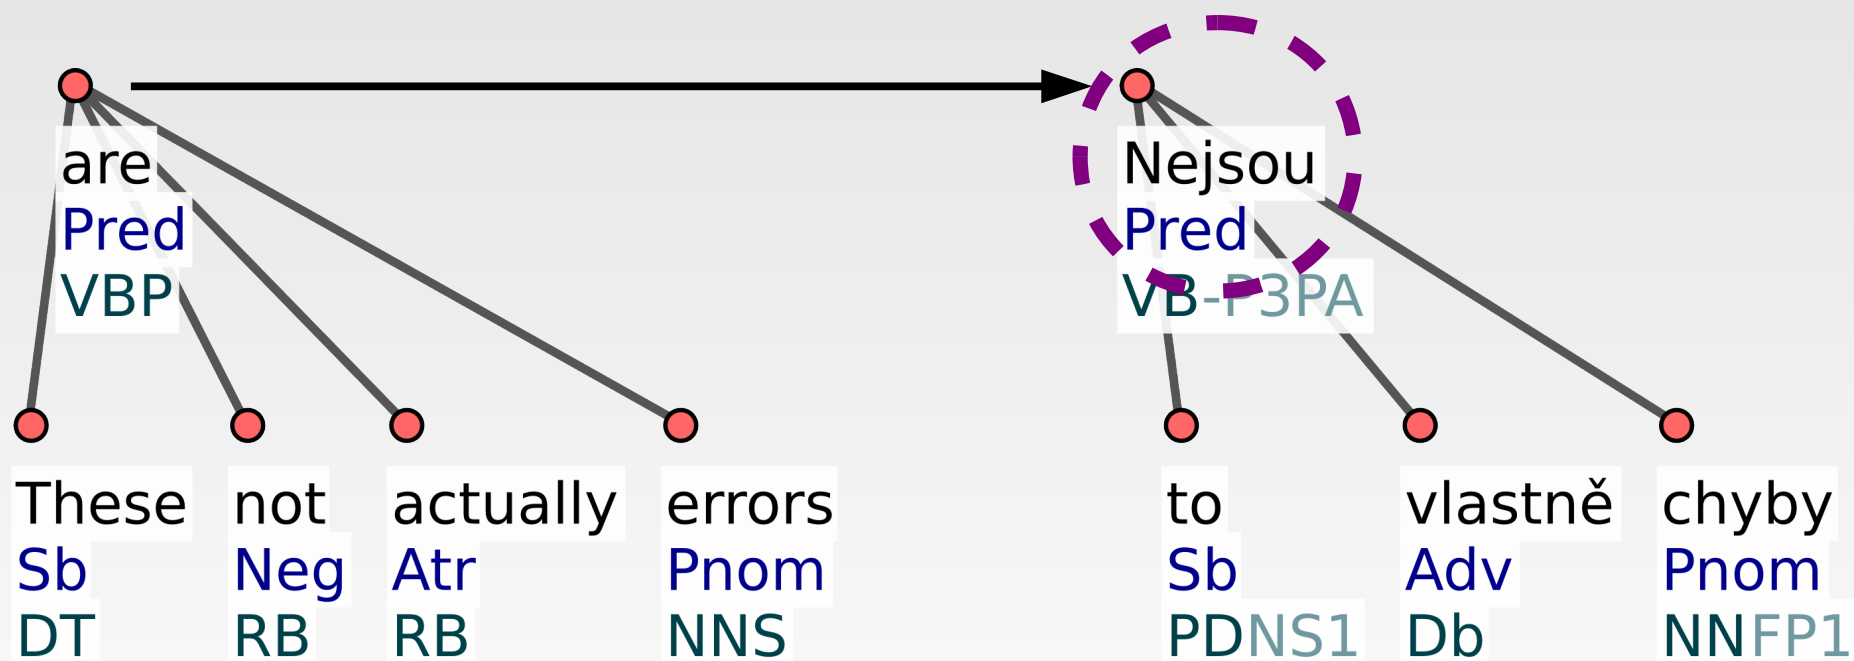 are Nejsou
Pred Pred
VBP VB-P3PA
These not actually errors to vlastně chyby
Sb Neg Atr Pnom Sb Adv Pnom
DT RB RB NNS PDNS1 Db NNFP1